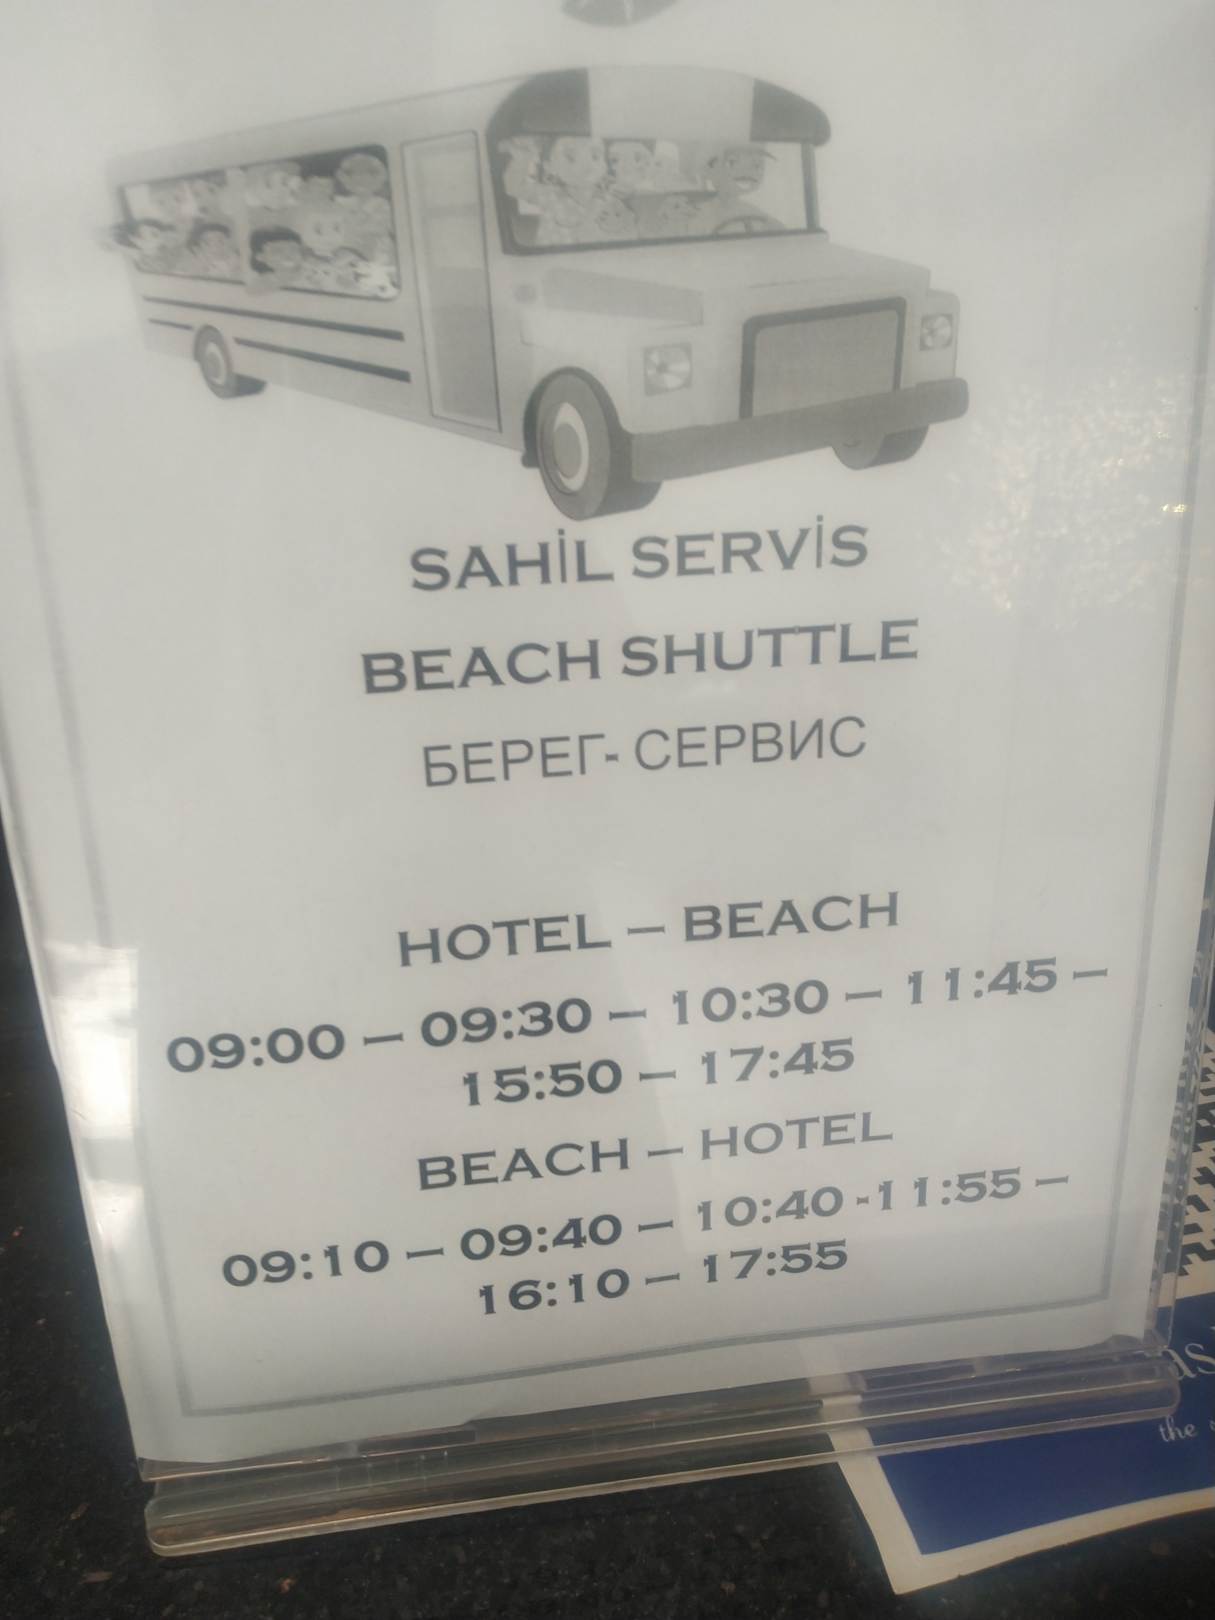 SAHİL SERVİS
BEACH SHUTTLE
БЕРЕГ- СЕРВИС
HOTEL – BEACH
09:00 – 09:30 – 10:30 – 11:45 –
15:50 – 17:45
BEACH – HOTEL
09:10 – 09:40 – 10:40 -11:55 –
16:10 – 17:55
the